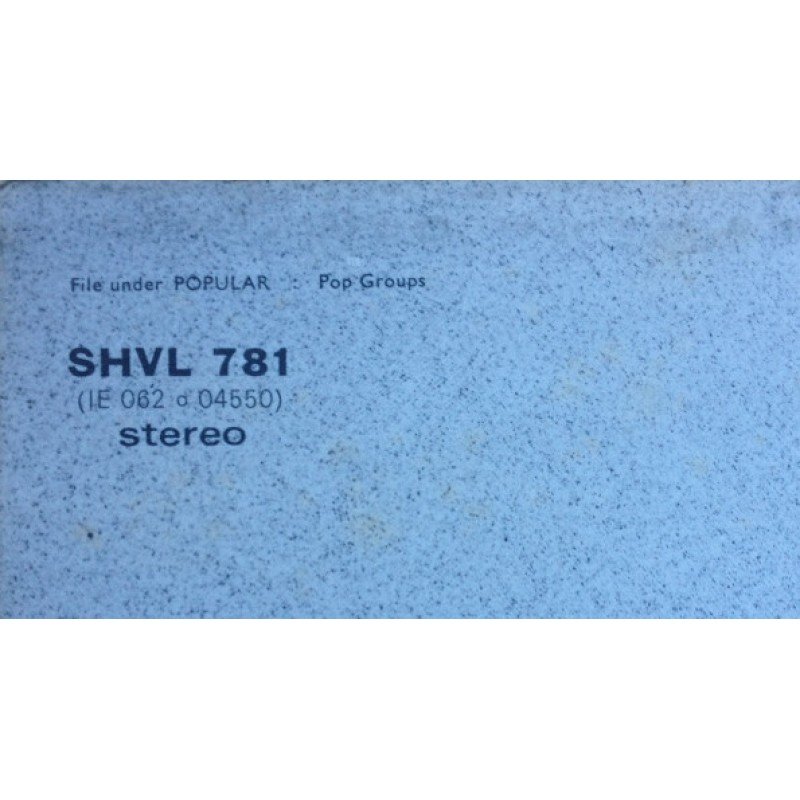 File under POPULAR : Pop Groups
SHVL 781
(IE 062 o 04550)
stereo